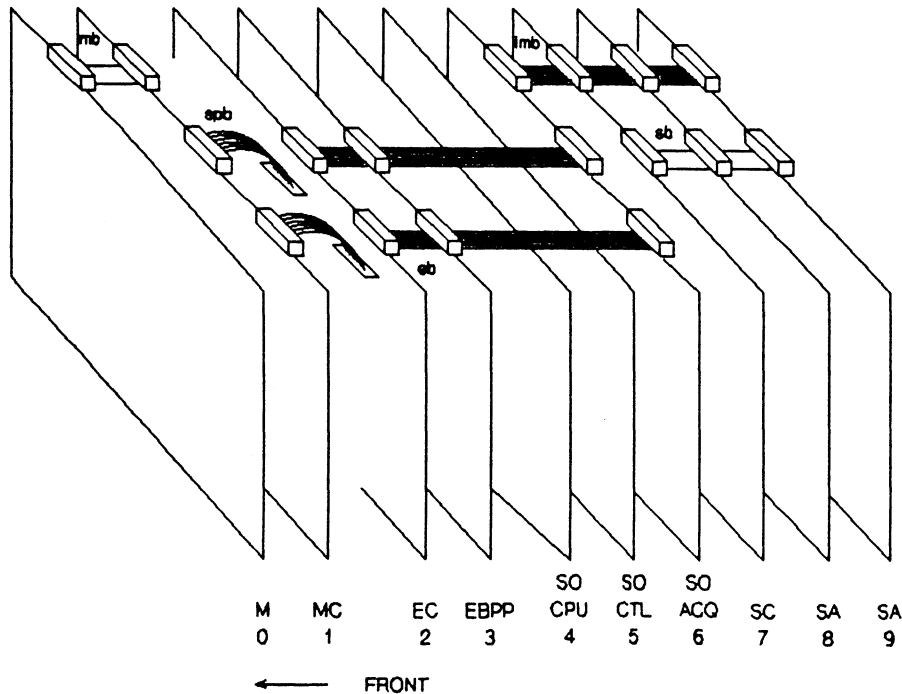 imb
imb
spb
sb
eb
SO SO SO
M MC EC EBPP CPU CTL ACQ SC SA SA
0 1 2 3 4 5 6 7 8 9
FRONT